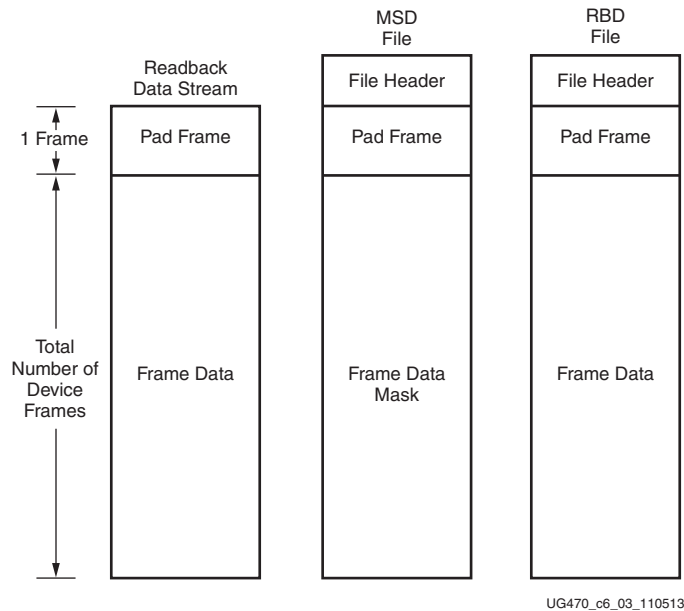 MSD
File
RBD
File
Readback
Data Stream
File Header
File Header
1 Frame
Pad Frame
Pad Frame
Pad Frame
Total
Number of
Device
Frames
Frame Data
Frame Data
Mask
Frame Data
UG470_c6_03_110513